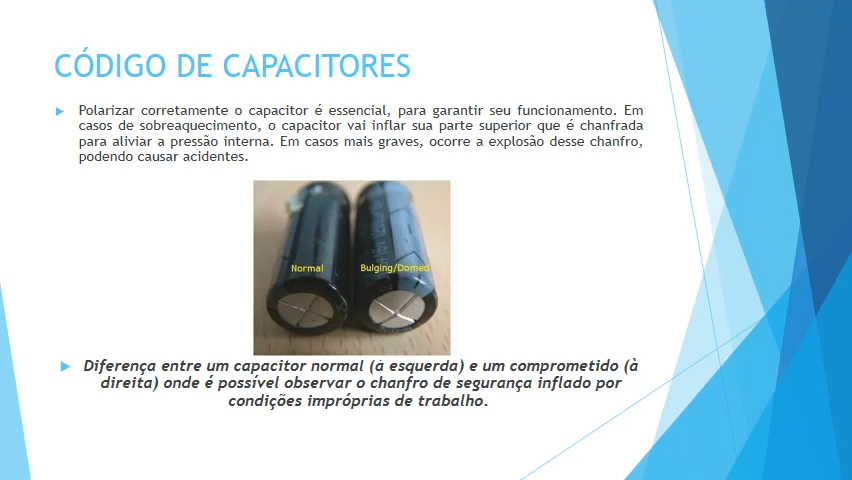 CÓDIGO DE CAPACITORES
Polarizar corretamente o capacitor é essencial, para garantir seu funcionamento. Em
casos de sobreaquecimento, o capacitor vai inflar sua parte superior que é chanfrada
para aliviar a pressão interna. Em casos mais graves, ocorre a explosão desse chanfro,
podendo causar acidentes.
Normal
Bulging/Domed
Diferença entre um capacitor normal (à esquerda) e um comprometido (à
direita) onde é possível observar o chanfro de segurança inflado por
condições impróprias de trabalho.